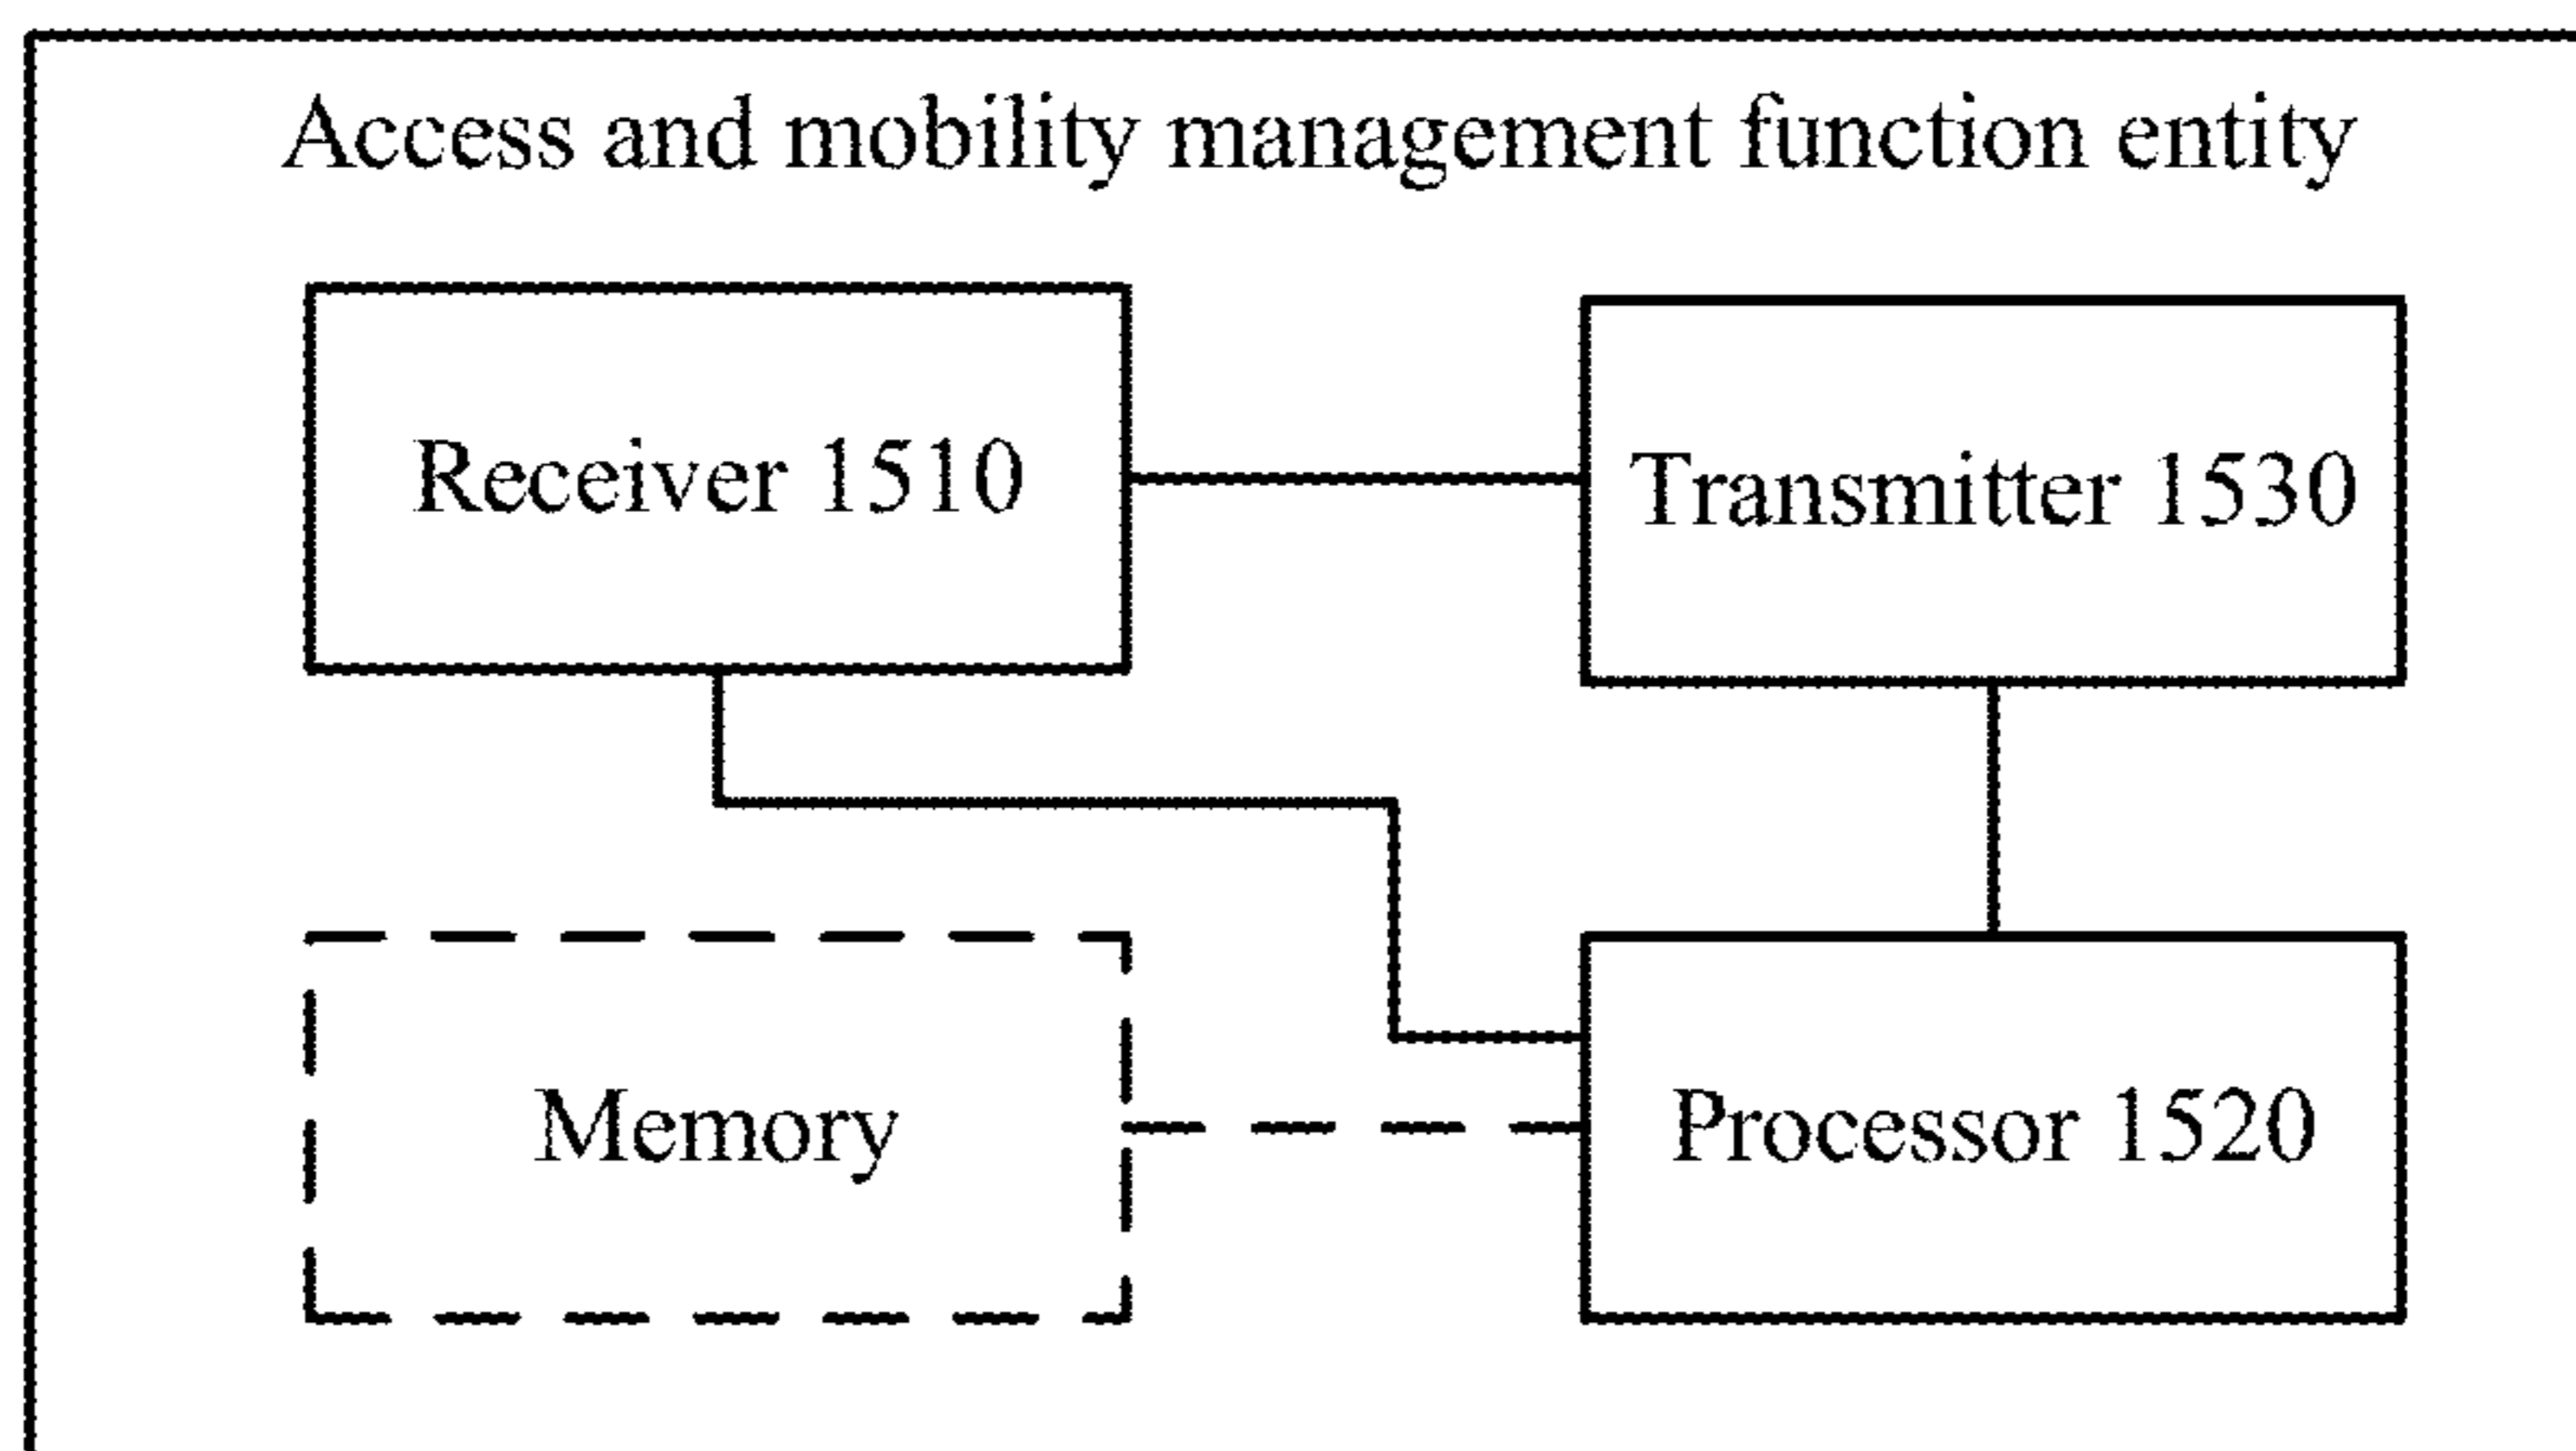 Access and mobility management function entity
Receiver 1510
Transmitter 1530
Memory
Processor 1520